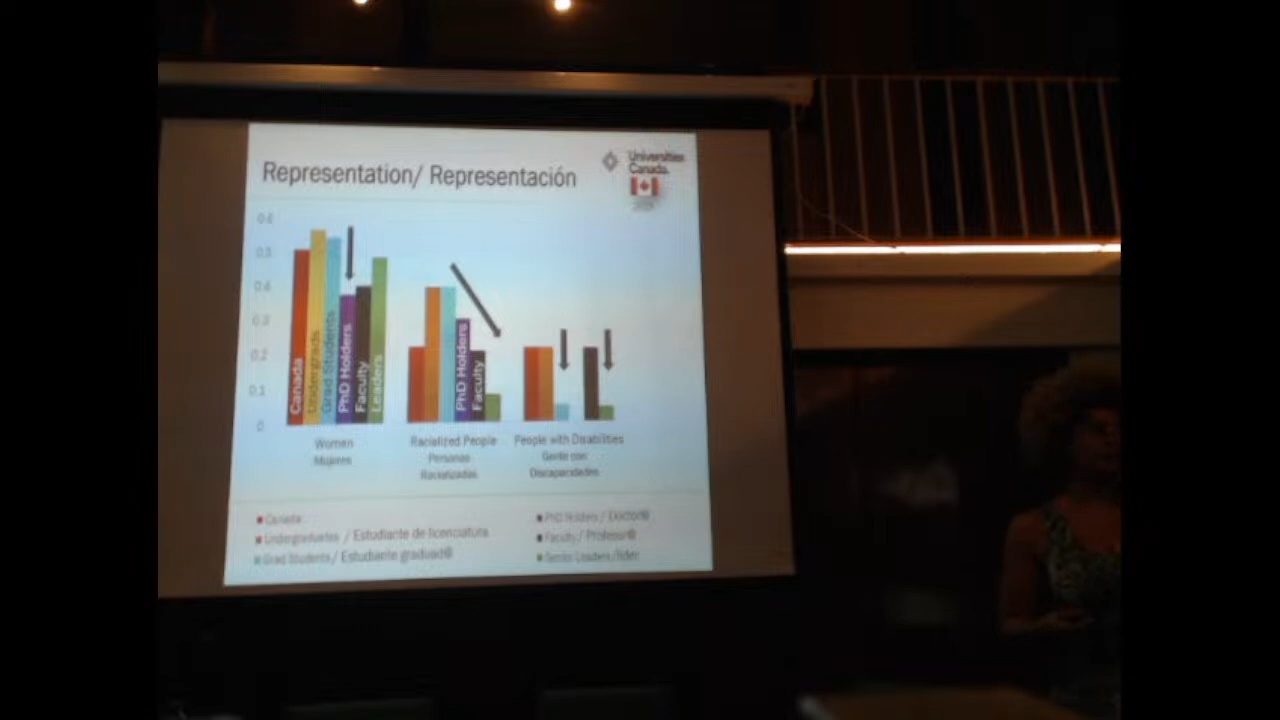 Representation/ Representación
Universities
Canada.
0.6
0.5
0.4
0.3
0.2
0.1
0
Canada
Undergrads
Grad Students
PhD Holders
Faculty
Leaders
PhD Holders
Faculty
Women
Mujeres
Racialized People
Personas
Racializadas
People with Disabilities
Gente con
Discapacidades
Canada
Undergraduates / Estudiante de licenciatura
Grad Students / Estudiante graduad@
PhD Holders / Doctor@
Faculty / Profesor@
Senior Leaders /líder